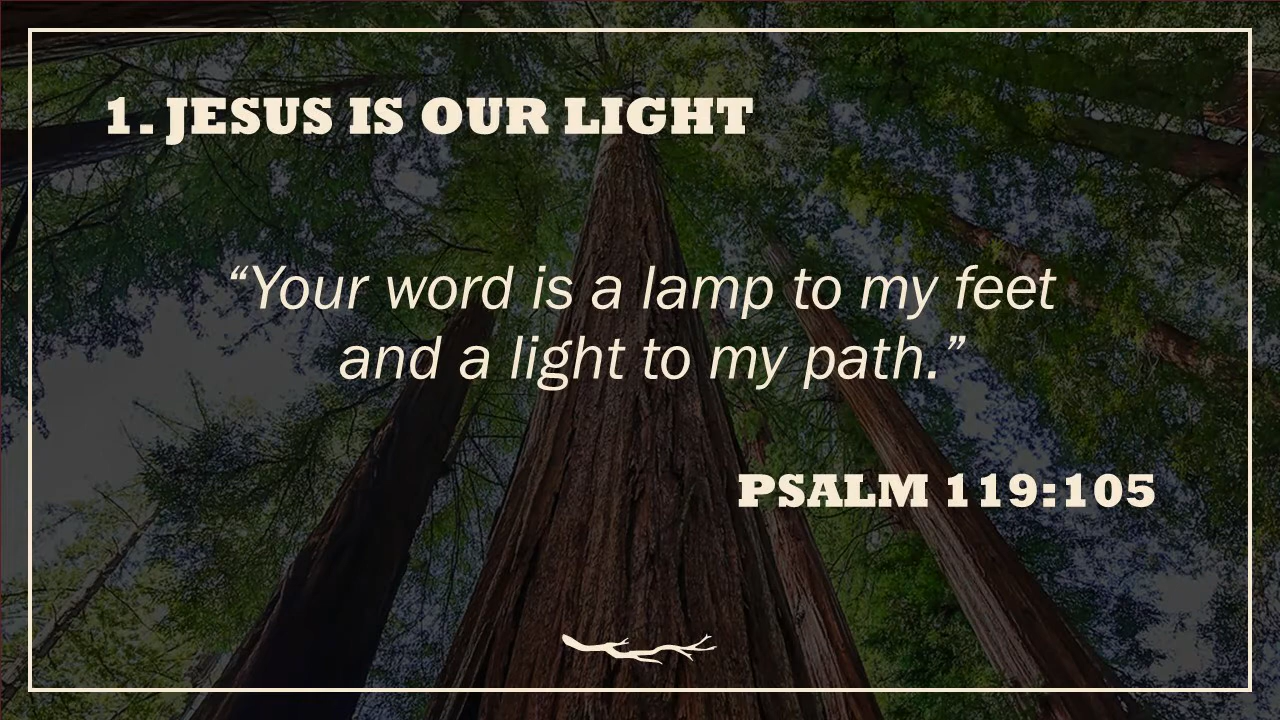 1. JESUS IS OUR LIGHT
“Your word is a lamp to my feet
and a light to my path.”
PSALM 119:105